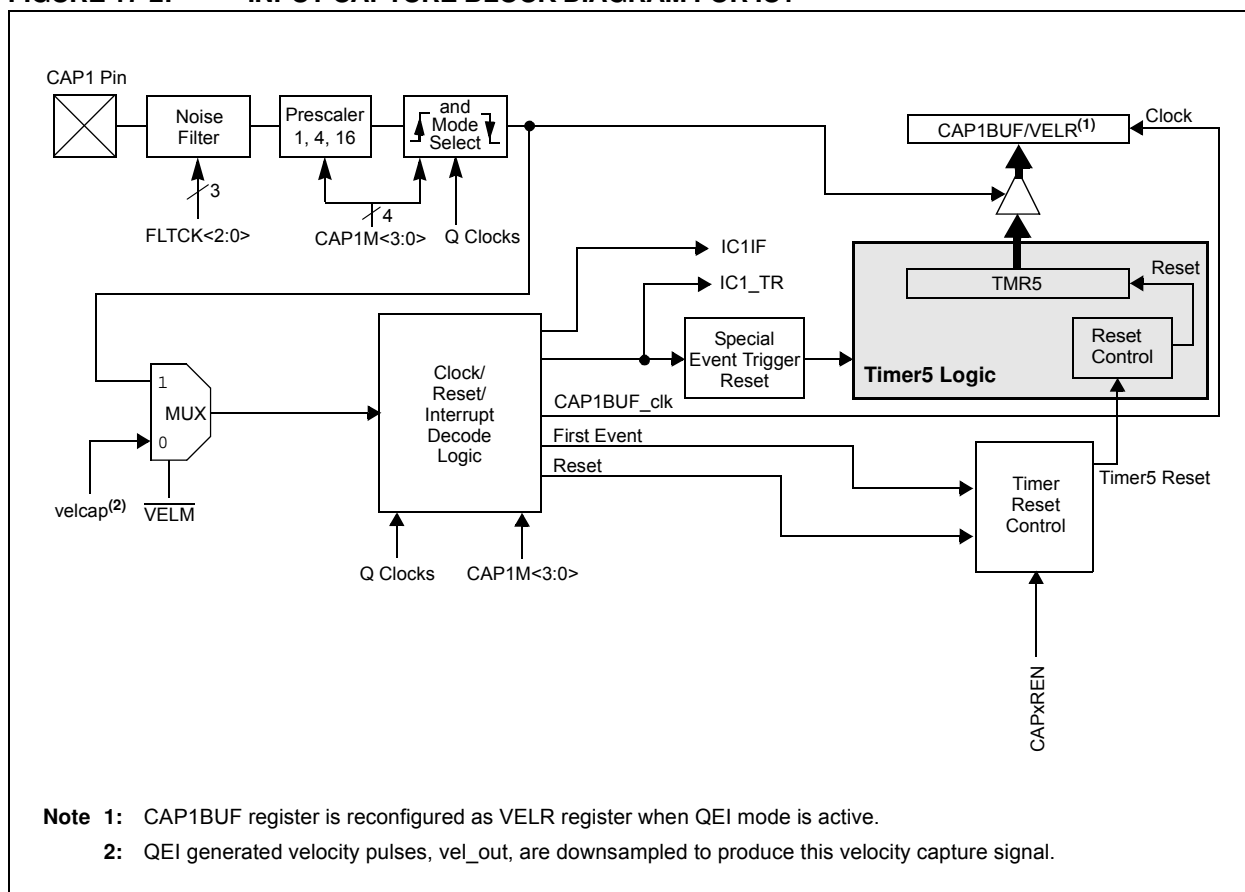 CAP1 Pin
Noise
Filter
Prescaler
1, 4, 16
and
Mode
Select
3
4
FLTCK<2:0>
CAP1M<3:0>
Q Clocks
CAP1BUF/VELR(1)
Clock
IC1IF
IC1_TR
TMR5
Reset
Reset
Control
Timer5 Logic
Special
Event Trigger
Reset
1
MUX
0
velcap(2)
VELM
Clock/
Reset/
Interrupt
Decode
Logic
CAP1BUF_clk
First Event
Reset
Timer
Reset
Control
Timer5 Reset
Q Clocks
CAP1M<3:0>
CAPxREN
Note 1: CAP1BUF register is reconfigured as VELR register when QEI mode is active.
2: QEI generated velocity pulses, vel_out, are downsampled to produce this velocity capture signal.